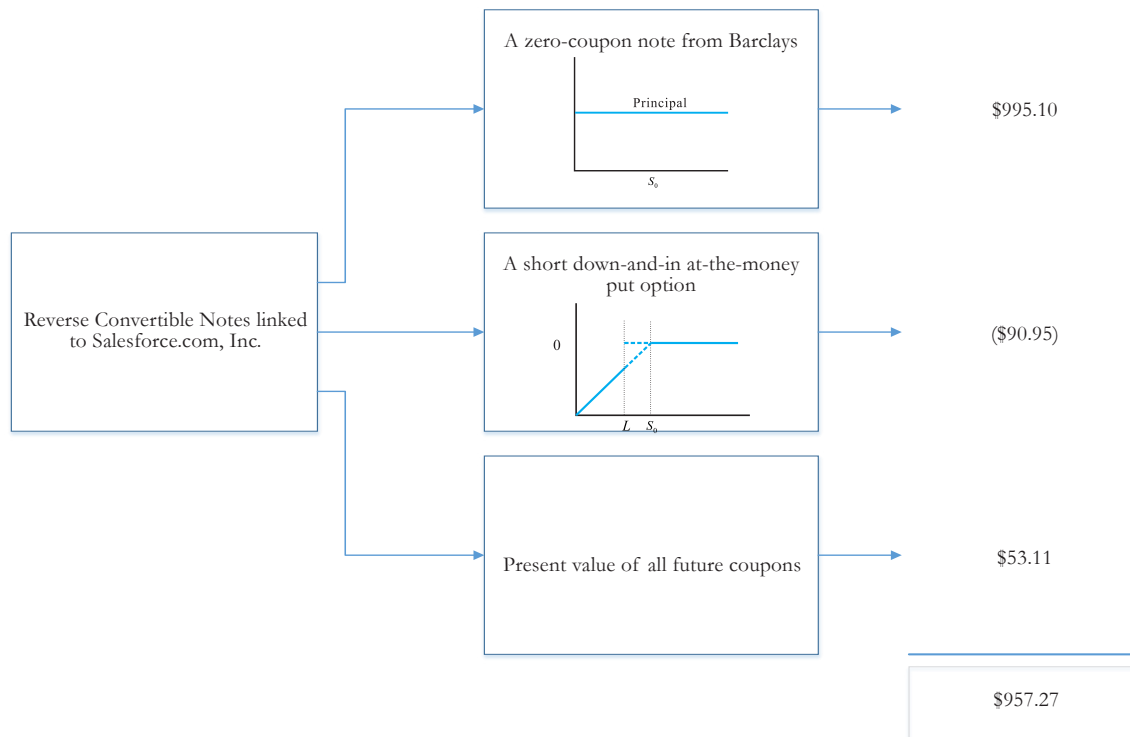 A zero-coupon note from Barclays
Principal
S₀
$995.10
Reverse Convertible Notes linked
to Salesforce.com, Inc.
A short down-and-in at-the-money
put option
0
L S₀
($90.95)
Present value of all future coupons
$53.11
$957.27